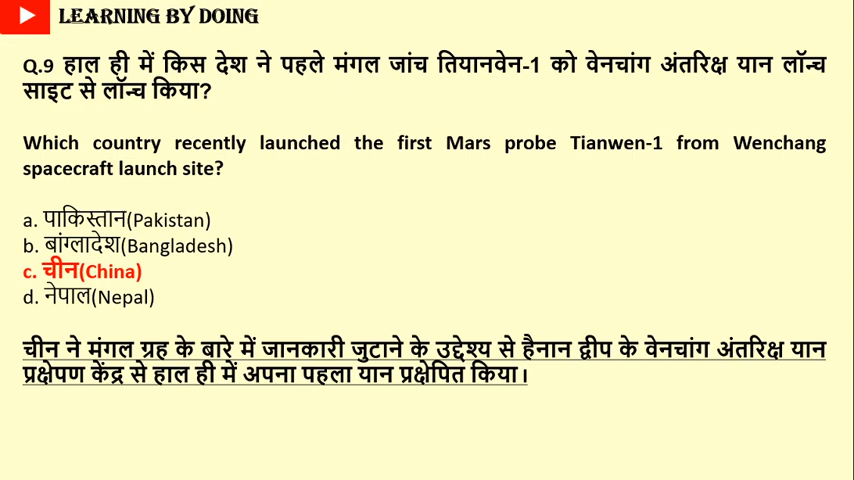 LEARNING BY DOING
Q.9 हाल ही में किस देश ने पहले मंगल जांच तियानवेन-1 को वेनचांग अंतरिक्ष यान लॉन्च
साइट से लॉन्च किया?
Which country recently launched the first Mars probe Tianwen-1 from Wenchang
spacecraft launch site?
a. पाकिस्तान(Pakistan)
b. बांग्लादेश(Bangladesh)
c. चीन(China)
d. नेपाल(Nepal)
चीन ने मंगल ग्रह के बारे में जानकारी जुटाने के उद्देश्य से हैनान द्वीप के वेनचांग अंतरिक्ष यान
प्रक्षेपण केंद्र से हाल ही में अपना पहला यान प्रक्षेपित किया।